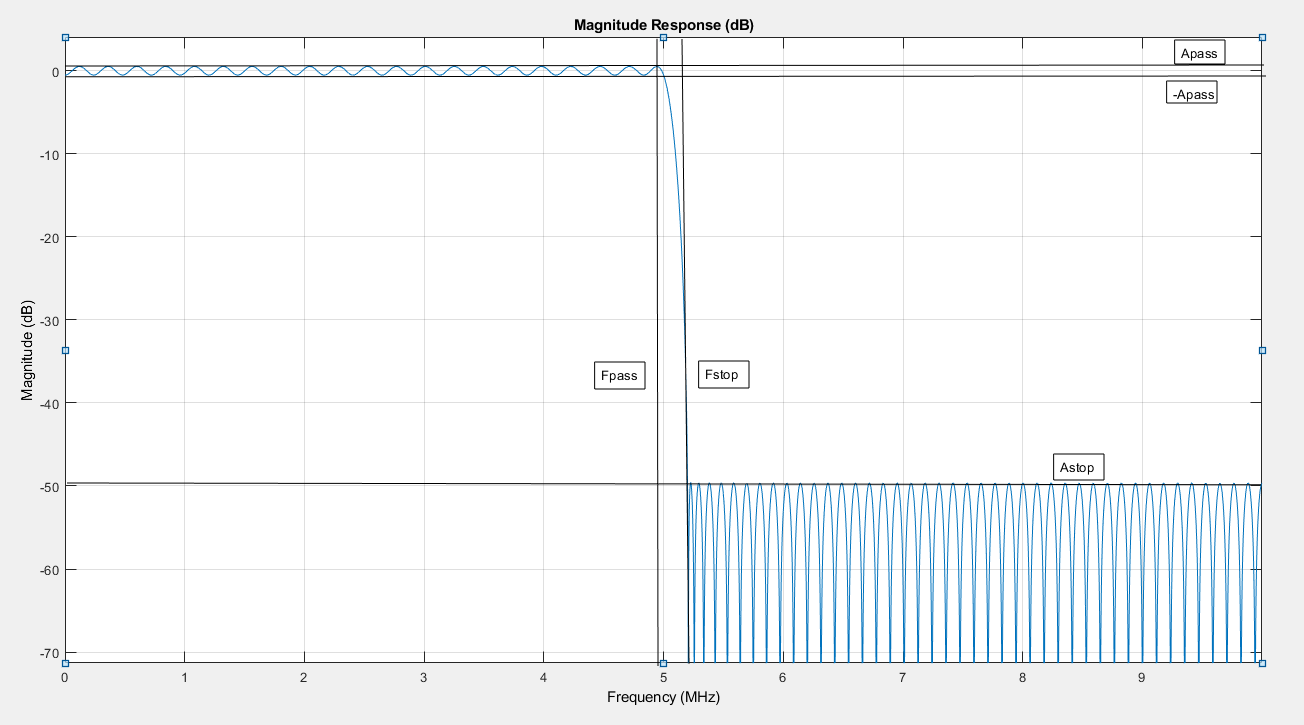 Magnitude Response (dB)
Apass
-Apass
0
-10
-20
-30
-40
-50
-60
-70
Magnitude (dB)
Fpass
Fstop
Astop
0 1 2 3 4 5 6 7 8 9
Frequency (MHz)